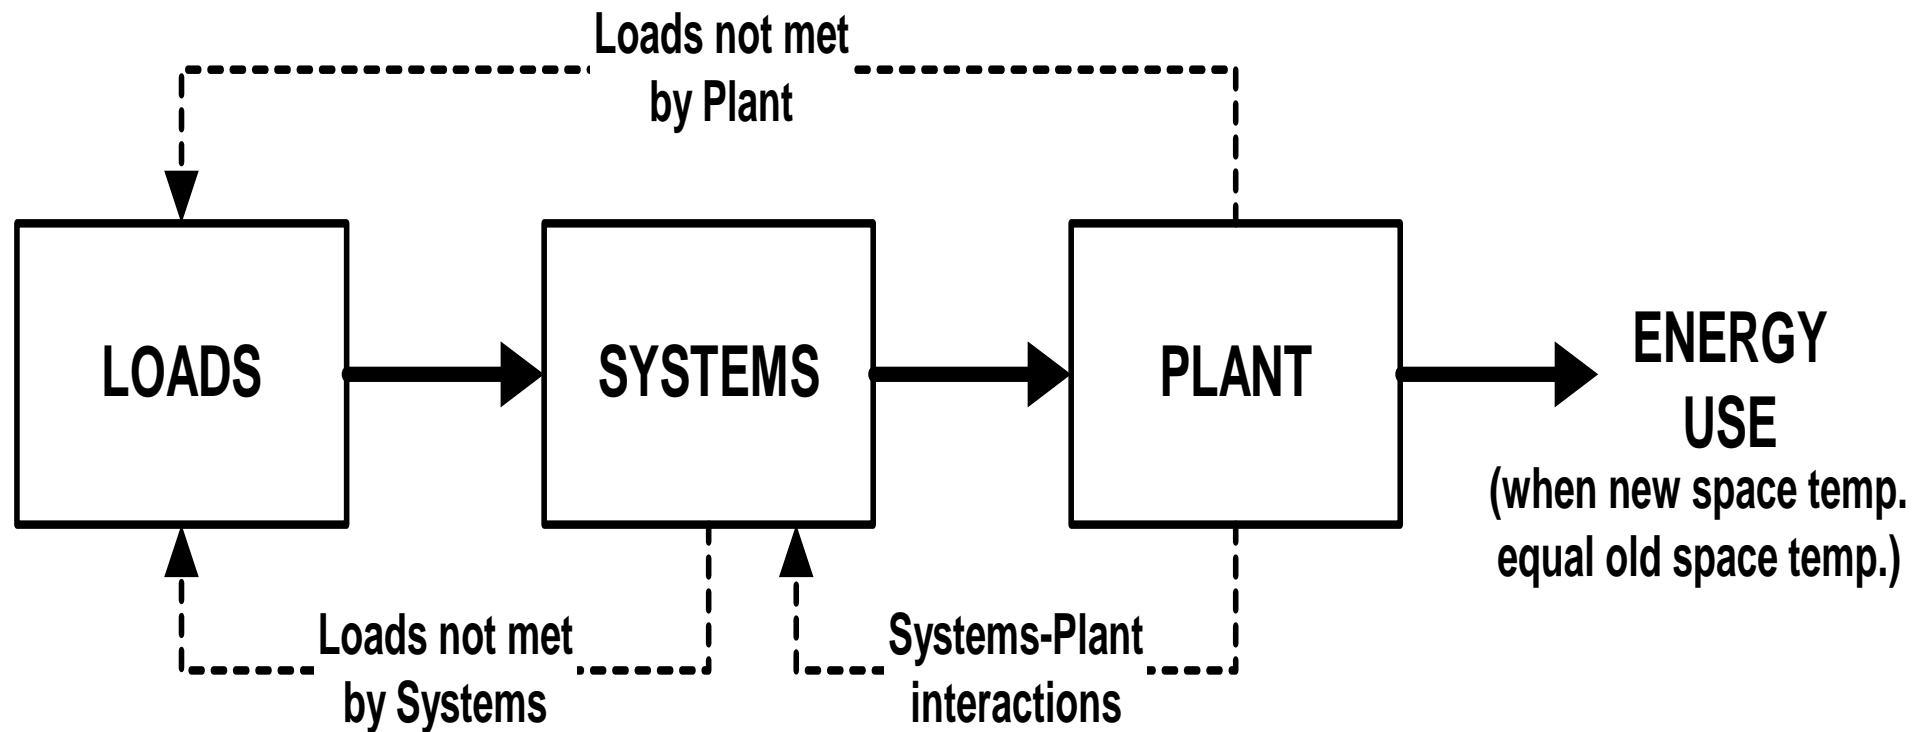 Loads not met
by Plant
LOADS
SYSTEMS
PLANT
ENERGY
USE
(when new space temp.
equal old space temp.)
Loads not met
by Systems
Systems-Plant
interactions